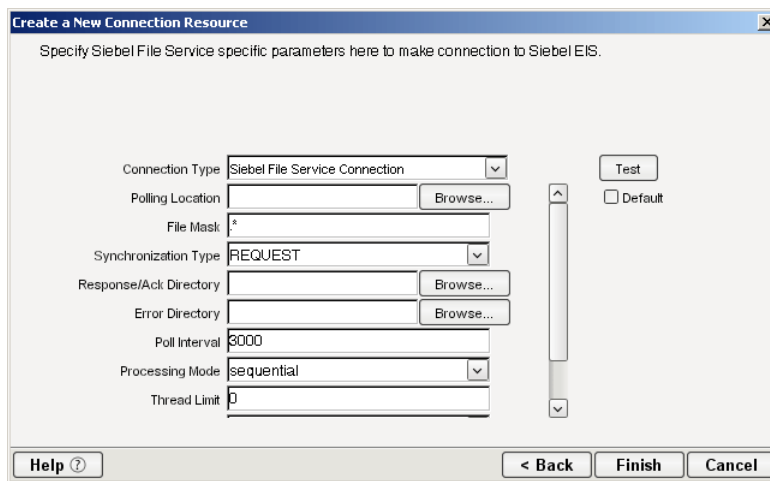 Create a New Connection Resource
Specify Siebel File Service specific parameters here to make connection to Siebel EIS.
Connection Type Siebel File Service Connection Test
Polling Location Browse... Default
File Mask .*
Synchronization Type REQUEST
Response/Ack Directory Browse...
Error Directory Browse...
Poll Interval 3000
Processing Mode sequential
Thread Limit 0
Help ? < Back Finish Cancel